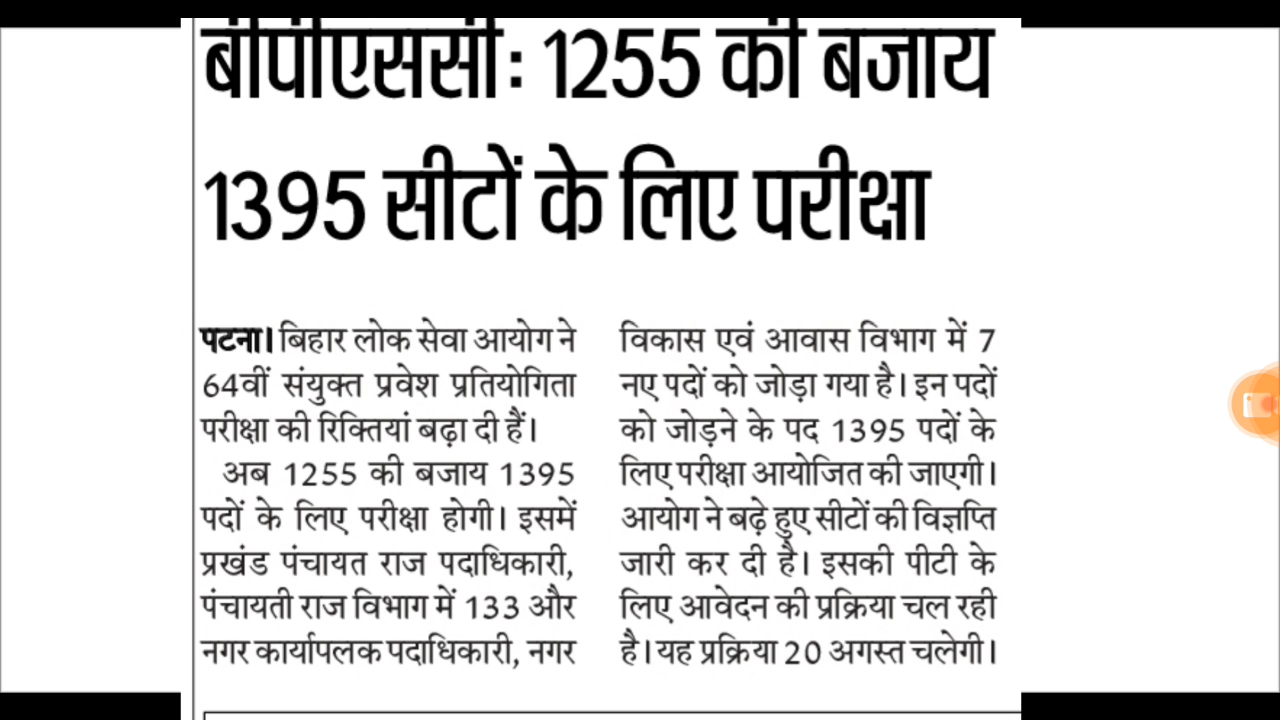 बीपीएससी: 1255 की बजाय
1395 सीटों के लिए परीक्षा
पटना। बिहार लोक सेवा आयोग ने
64वीं संयुक्त प्रवेश प्रतियोगिता
परीक्षा की रिक्तियां बढ़ा दी हैं।
अब 1255 की बजाय 1395
पदों के लिए परीक्षा होगी। इसमें
प्रखंड पंचायत राज पदाधिकारी,
पंचायती राज विभाग में 133 और
नगर कार्यापलक पदाधिकारी, नगर
विकास एवं आवास विभाग में 7
नए पदों को जोड़ा गया है। इन पदों
को जोड़ने के पद 1395 पदों के
लिए परीक्षा आयोजित की जाएगी।
आयोग ने बढ़े हुए सीटों की विज्ञप्ति
जारी कर दी है। इसकी पीटी के
लिए आवेदन की प्रक्रिया चल रही
है। यह प्रक्रिया 20 अगस्त चलेगी।